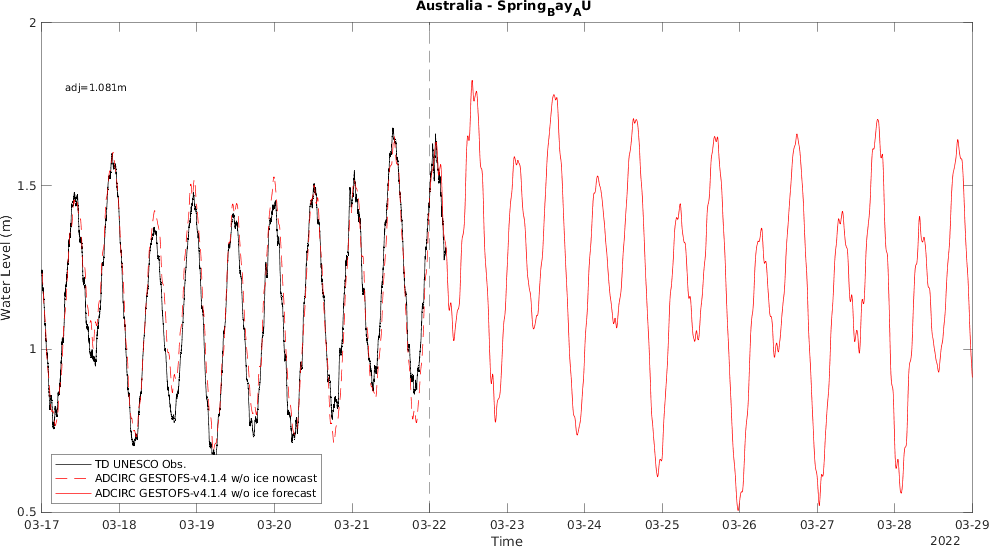 Australia - SpringBayAU
2
adj=1.081m
1.5
Water Level (m)
1
TD UNESCO Obs.
ADCIRC GESTOFS-v4.1.4 w/o ice nowcast
ADCIRC GESTOFS-v4.1.4 w/o ice forecast
0.5
03-17 03-18 03-19 03-20 03-21 03-22 03-23 03-24 03-25 03-26 03-27 03-28 03-29
Time
2022